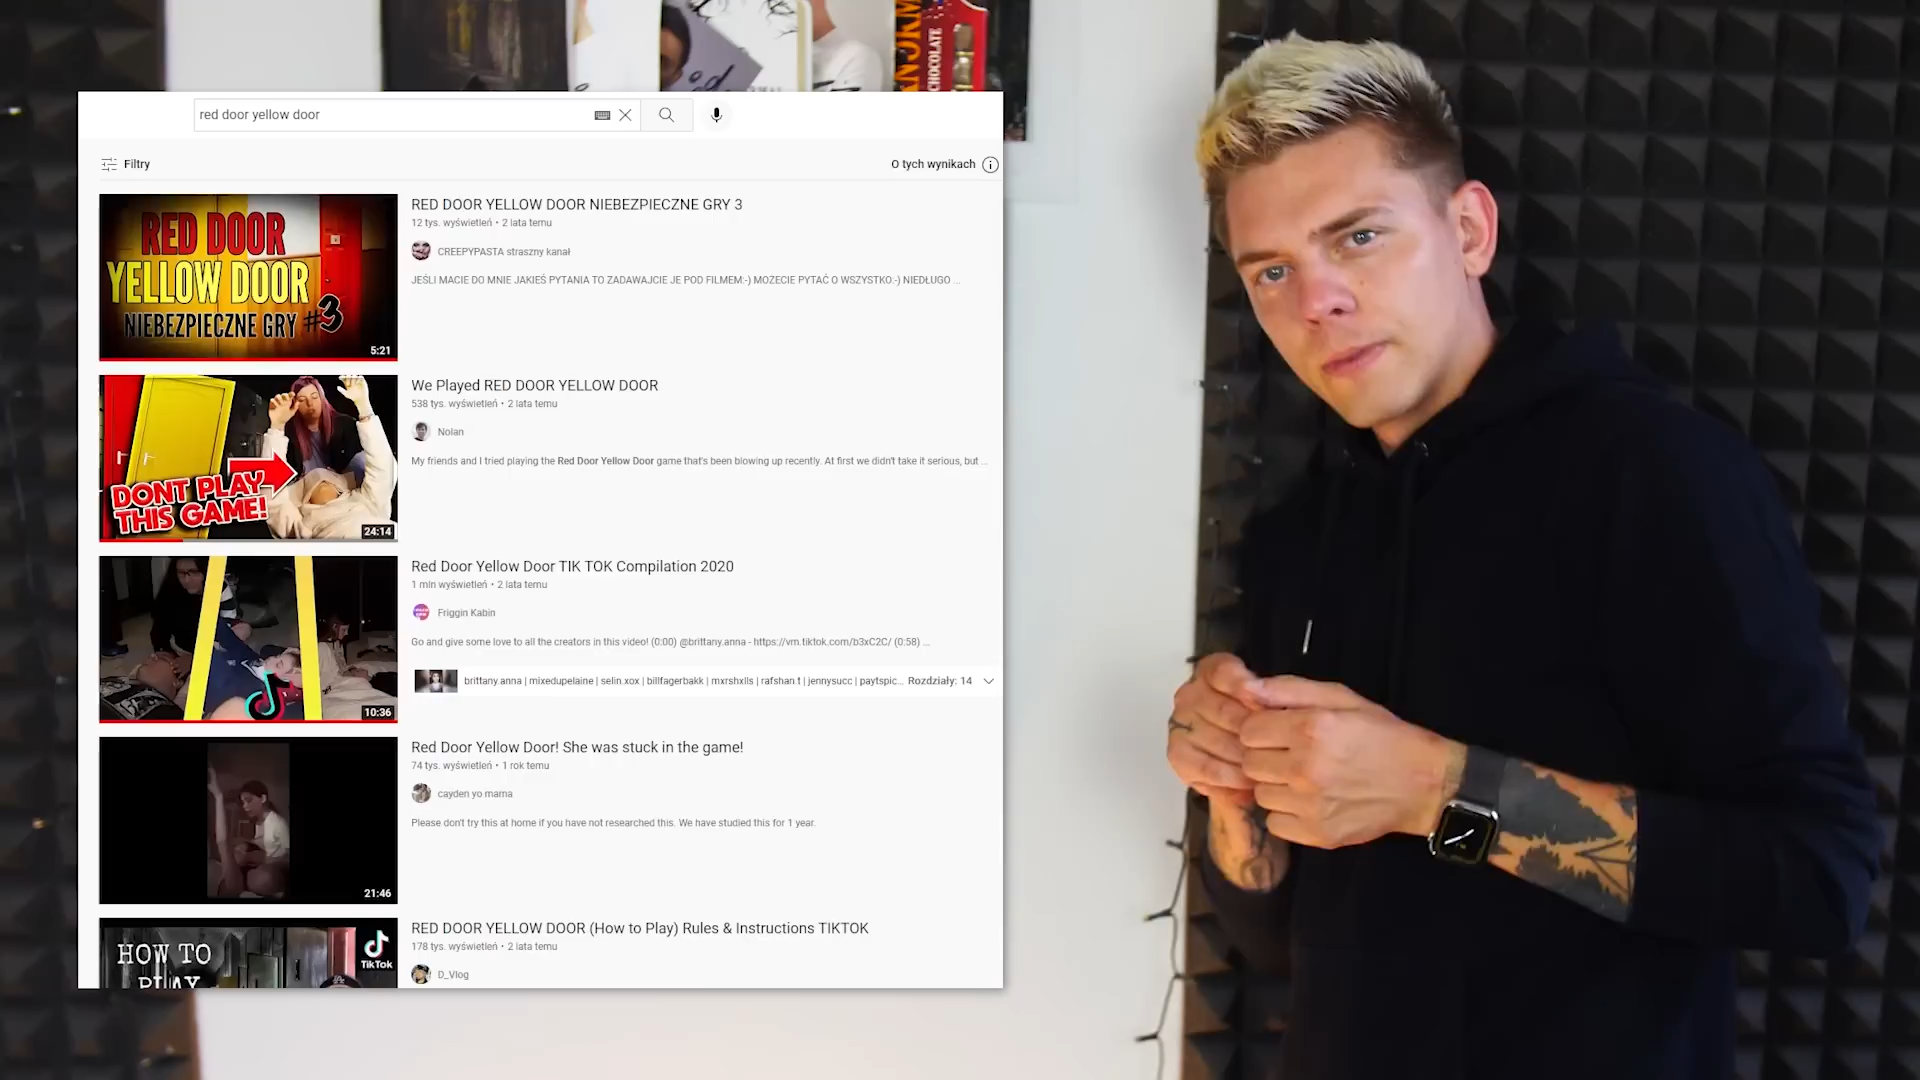 CHOCOLATE
red door yellow door
Filtry
O tych wynikach
RED DOOR
YELLOW DOOR
NIEBEZPIECZNE GRY #3
5:21
RED DOOR YELLOW DOOR NIEBEZPIECZNE GRY 3
12 tys. wyświetleń • 2 lata temu
CREEPYPASTA straszny kanał
JEŚLI MACIE DO MNIE JAKIEŚ PYTANIA TO ZADAWAJCIE JE POD FILMEM:-) MOŻECIE PYTAĆ O WSZYSTKO:-) NIEDŁUGO ...
DONT PLAY
THIS GAME!
24:14
We Played RED DOOR YELLOW DOOR
538 tys. wyświetleń • 2 lata temu
Nolan
My friends and I tried playing the Red Door Yellow Door game that's been blowing up recently. At first we didn't take it serious, but ...
10:36
Red Door Yellow Door TIK TOK Compilation 2020
1 mln wyświetleń • 2 lata temu
Friggin Kabin
Go and give some love to all the creators in this video! (0:00) @brittany.anna - https://vm.tiktok.com/b3xC2C/ (0:58) ...
brittany.anna | mixedupelaine | selin.xox | billfagerbakk | mxrshxlls | rafshan.t | jennysucc | paytspic... Rozdziały: 14
21:46
Red Door Yellow Door! She was stuck in the game!
74 tys. wyświetleń • 1 rok temu
cayden yo mama
Please don't try this at home if you have not researched this. We have studied this for 1 year.
HOW TO
PLAY
TikTok
RED DOOR YELLOW DOOR (How to Play) Rules & Instructions TIKTOK
178 tys. wyświetleń • 2 lata temu
D_Vlog